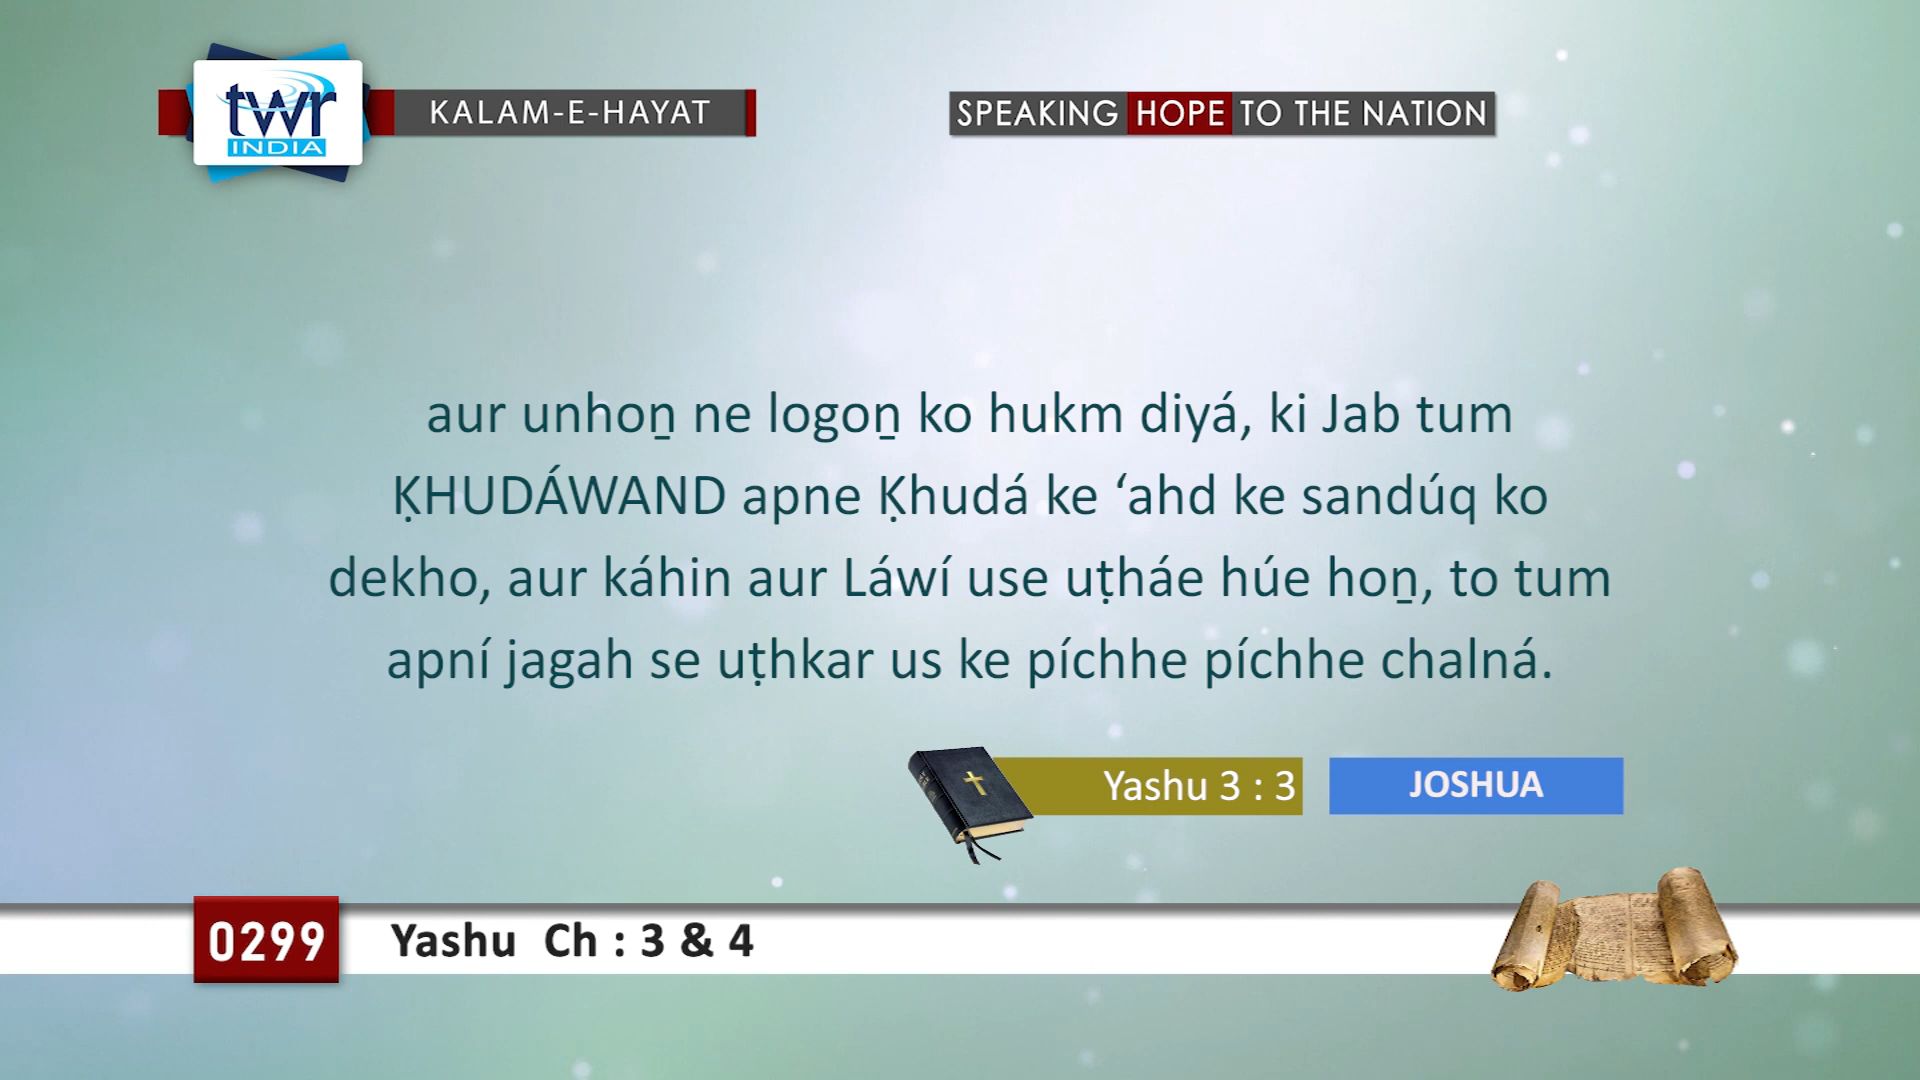 twr
INDIA
KALAM-E-HAYAT
SPEAKING HOPE TO THE NATION
aur unhoṉ ne logoṉ ko hukm diyá, ki Jab tum
ḲHUDÁWAND apne Ḳhudá ke ‘ahd ke sandúq ko
dekho, aur káhin aur Láwí use uṭháe húe hoṉ, to tum
apní jagah se uṭhkar us ke píchhe píchhe chalná.
Yashu 3 : 3
JOSHUA
0299
Yashu Ch : 3 & 4